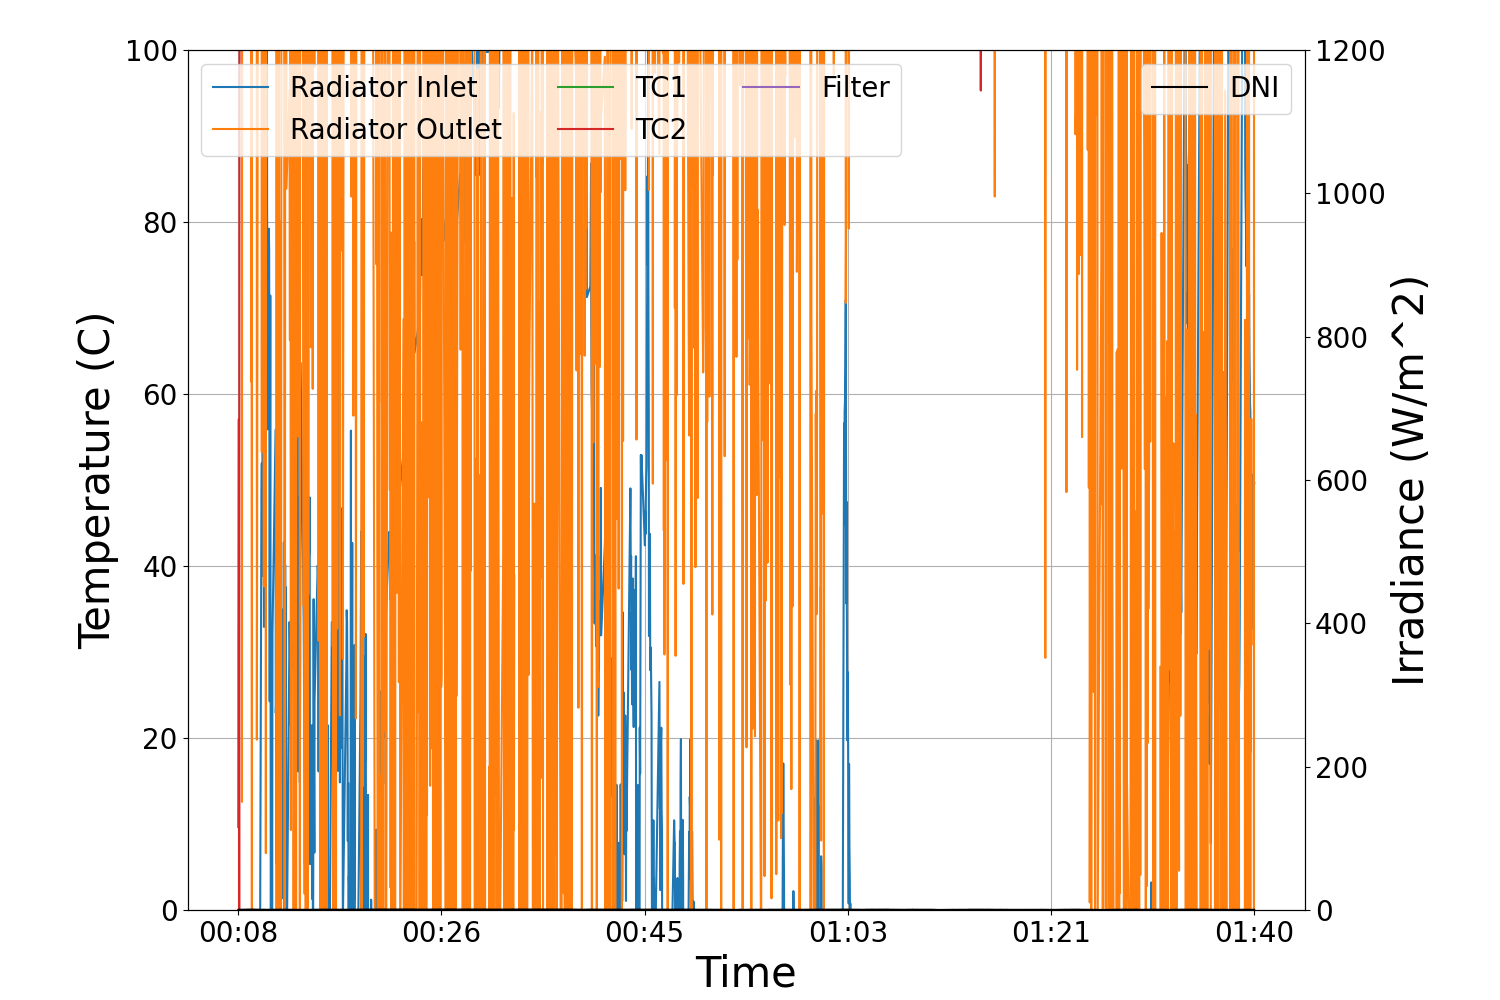 100
80
60
40
20
0
Temperature (C)
Radiator Inlet
Radiator Outlet
TC1
TC2
Filter
DNI
1200
1000
800
600
400
200
0
Irradiance (W/m^2)
00:08
00:26
00:45
01:03
01:21
01:40
Time